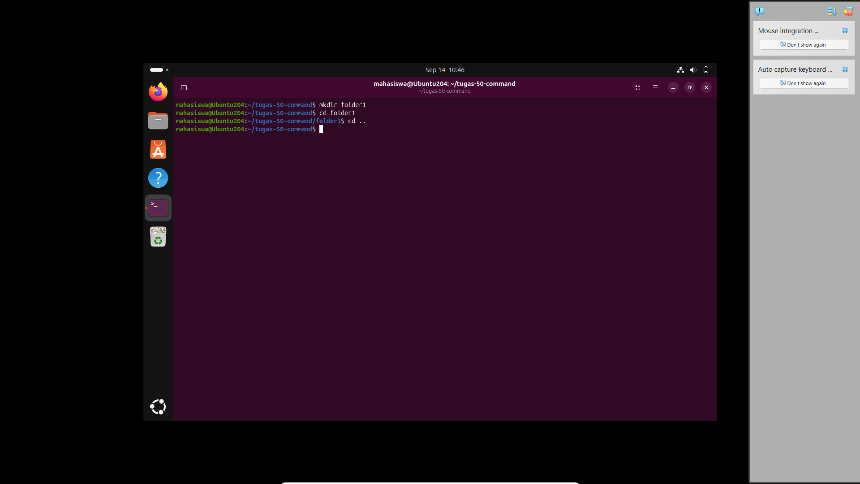 Sep 14 10:46
mahasiswa@Ubuntu204: ~/tugas-50-command
~/tugas-50-command
mahasiswa@Ubuntu204:~/tugas-50-command$ mkdir folder1
mahasiswa@Ubuntu204:~/tugas-50-command$ cd folder1
mahasiswa@Ubuntu204:~/tugas-50-command/folder1$ cd ..
mahasiswa@Ubuntu204:~/tugas-50-command$
Mouse integration ...
Don't show again
Auto capture keyboard ...
Don't show again